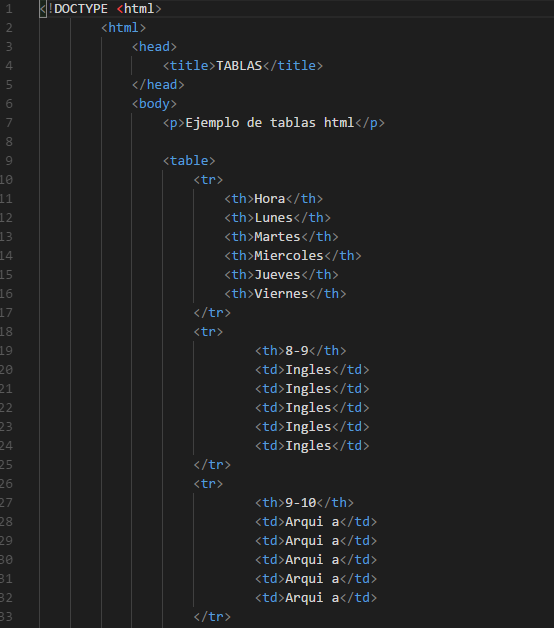 1 <!DOCTYPE <html>
2 <html>
3 <head>
4 <title>TABLAS</title>
5 </head>
6 <body>
7 <p>Ejemplo de tablas html</p>
8
9 <table>
10 <tr>
11 <th>Hora</th>
12 <th>Lunes</th>
13 <th>Martes</th>
14 <th>Miercoles</th>
15 <th>Jueves</th>
16 <th>Viernes</th>
17 </tr>
18 <tr>
19 <th>8-9</th>
20 <td>Ingles</td>
21 <td>Ingles</td>
22 <td>Ingles</td>
23 <td>Ingles</td>
24 <td>Ingles</td>
25 </tr>
26 <tr>
27 <th>9-10</th>
28 <td>Arqui a</td>
29 <td>Arqui a</td>
30 <td>Arqui a</td>
31 <td>Arqui a</td>
32 <td>Arqui a</td>
33 </tr>